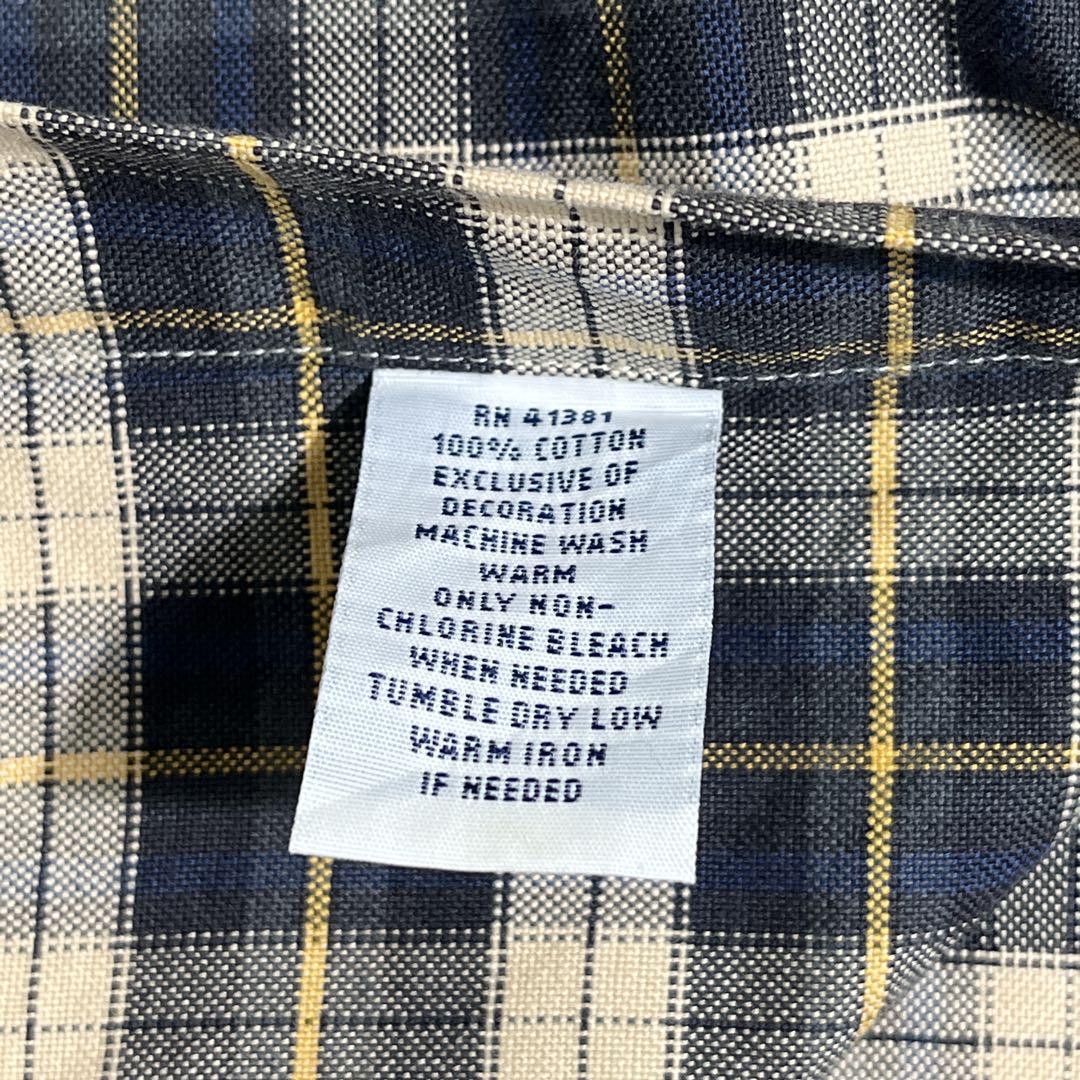 RN 41381
100% COTTON
EXCLUSIVE OF
DECORATION
MACHINE WASH
WARM
ONLY NON-
CHLORINE BLEACH
WHEN NEEDED
TUMBLE DRY LOW
WARM IRON
IF NEEDED